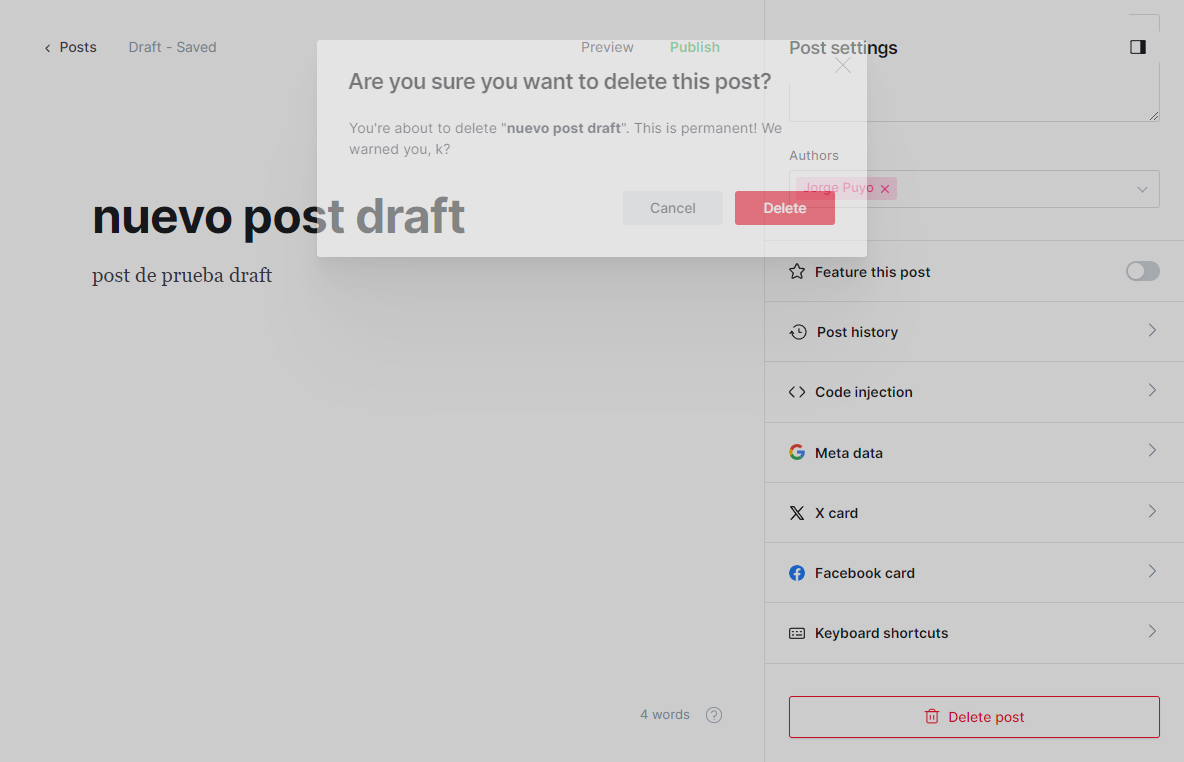 Posts
Draft - Saved
Preview
Publish
Post settings
Are you sure you want to delete this post?
You're about to delete "nuevo post draft". This is permanent! We
warned you, k?
Cancel
Delete
nuevo post draft
post de prueba draft
Authors
Jorge Puyo
Feature this post
Post history
Code injection
Meta data
X card
Facebook card
Keyboard shortcuts
4 words
?
Delete post